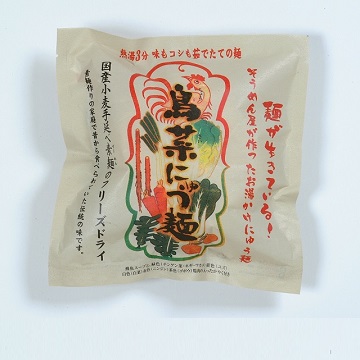 熱湯3分 味もコシも茹でたての麺
麺が生きている!
そうめん屋が作ったお湯かけにゅう麺
鳥菜にゅう麺
国産小麦手延べ素麺のフリーズドライ
素麺作りの家庭で昔から食べられていた伝統の味です。